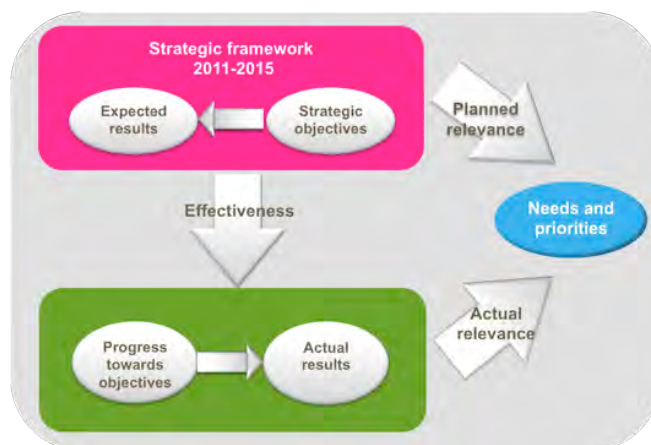 Strategic framework
2011-2015
Expected
results
Strategic
objectives
Planned
relevance
Effectiveness
Needs and
priorities
Progress
towards
objectives
Actual
results
Actual
relevance